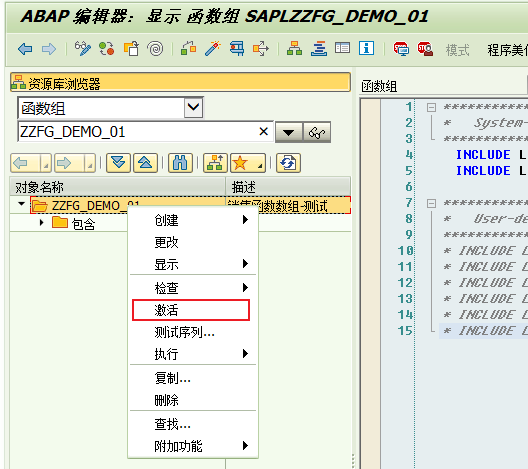 ABAP 编辑器：显示 函数组 SAPLZZFG_DEMO_01
模式 程序美
资源库浏览器
函数组
ZZFG_DEMO_01
对象名称 描述
ZZFG_DEMO_01 销售函数数组-测试
包含
创建
更改
显示
检查
激活
测试序列...
执行
复制...
删除
查找...
附加功能
函数组
1 ************
2 * System-
3 ************
4 INCLUDE L
5 INCLUDE L
6
7 ************
8 * User-de
9 ************
10 * INCLUDE L
11 * INCLUDE L
12 * INCLUDE L
13 * INCLUDE L
14 * INCLUDE L
15 * INCLUDE L